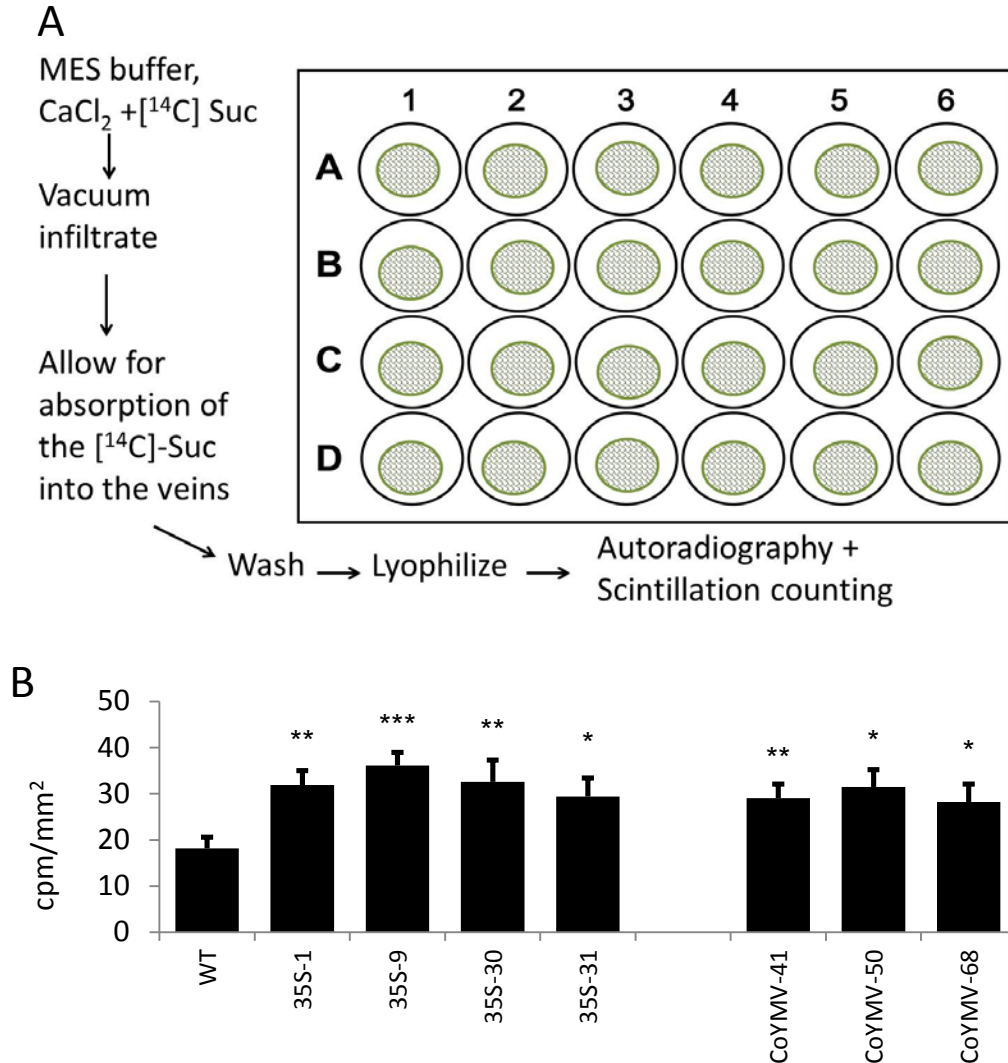 A
MES buffer,
CaCl₂ +[¹⁴C] Suc
Vacuum
infiltrate
Allow for
absorption of
the [¹⁴C]-Suc
into the veins
Wash
Lyophilize
Autoradiography +
Scintillation counting
1 2 3 4 5 6
A
B
C
D
B
cpm/mm²
50
40
30
20
10
0
** *** ** * ** * *
WT
35S-1
35S-9
35S-30
35S-31
CoYMV-41
CoYMV-50
CoYMV-68